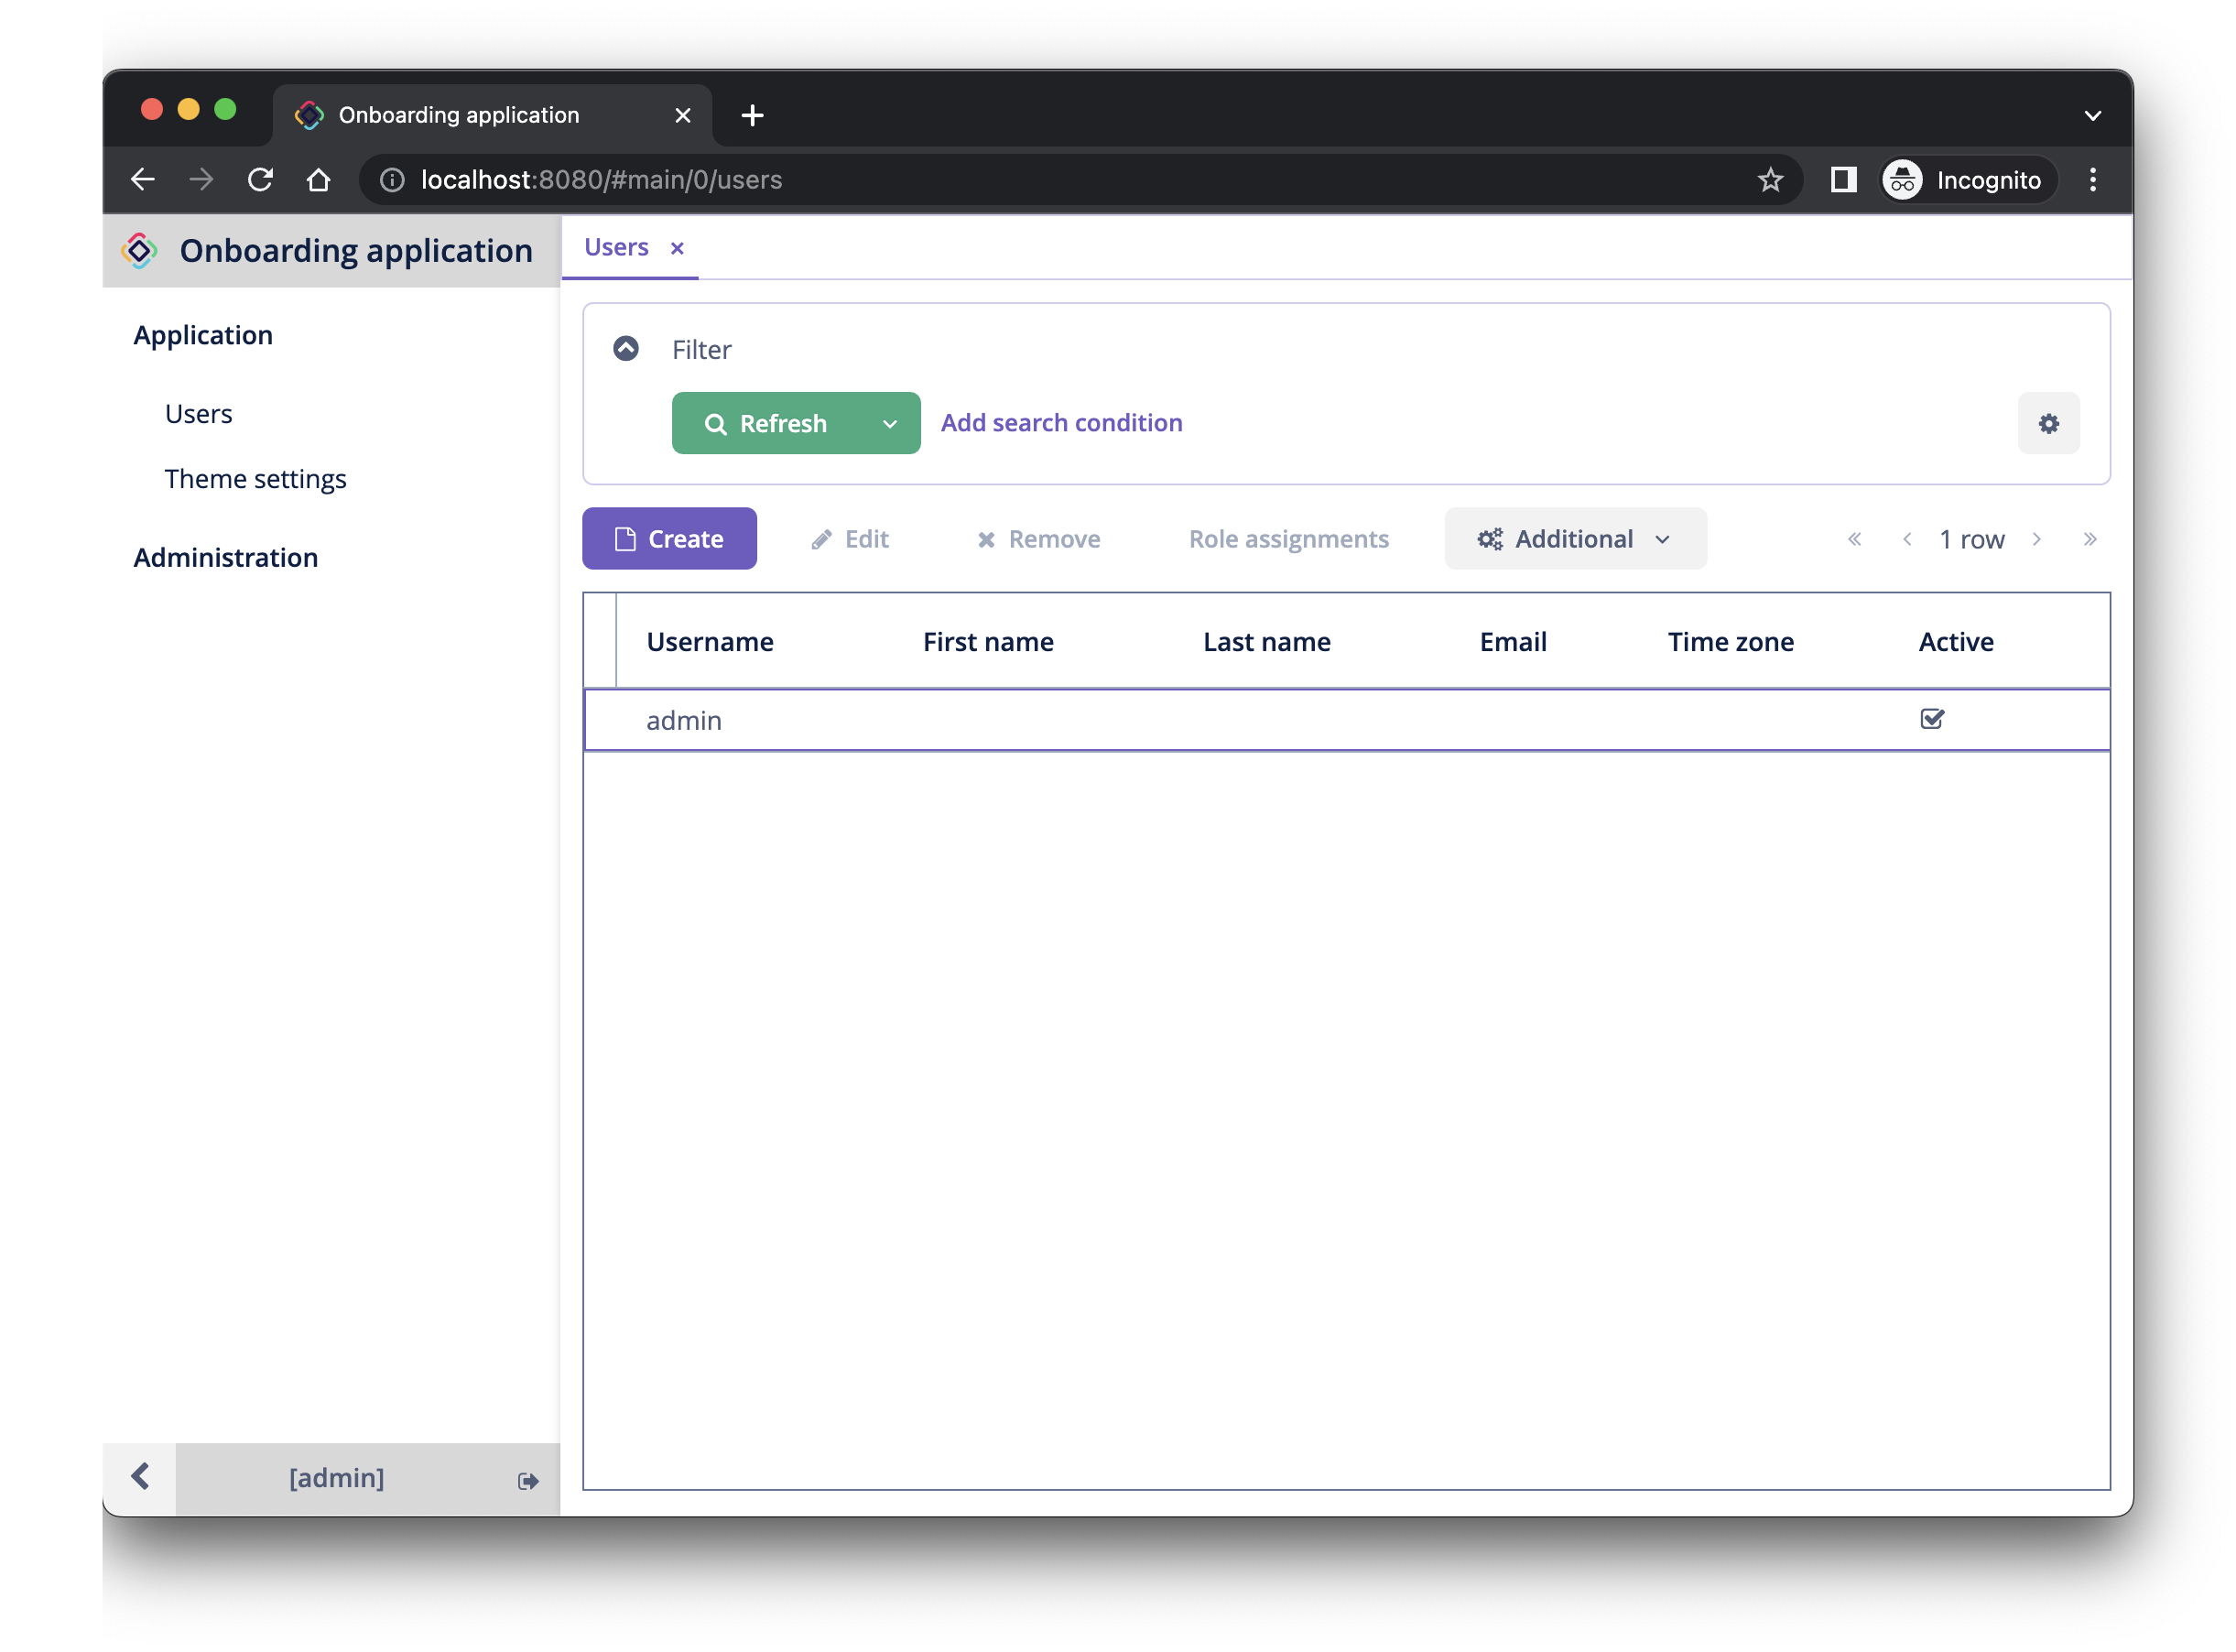 Onboarding application
localhost:8080/#main/0/users
Incognito
Onboarding application
Application
Users
Theme settings
Administration
[admin]
Users
Filter
Refresh Add search condition
Create Edit Remove Role assignments Additional 1 row
Username First name Last name Email Time zone Active
admin